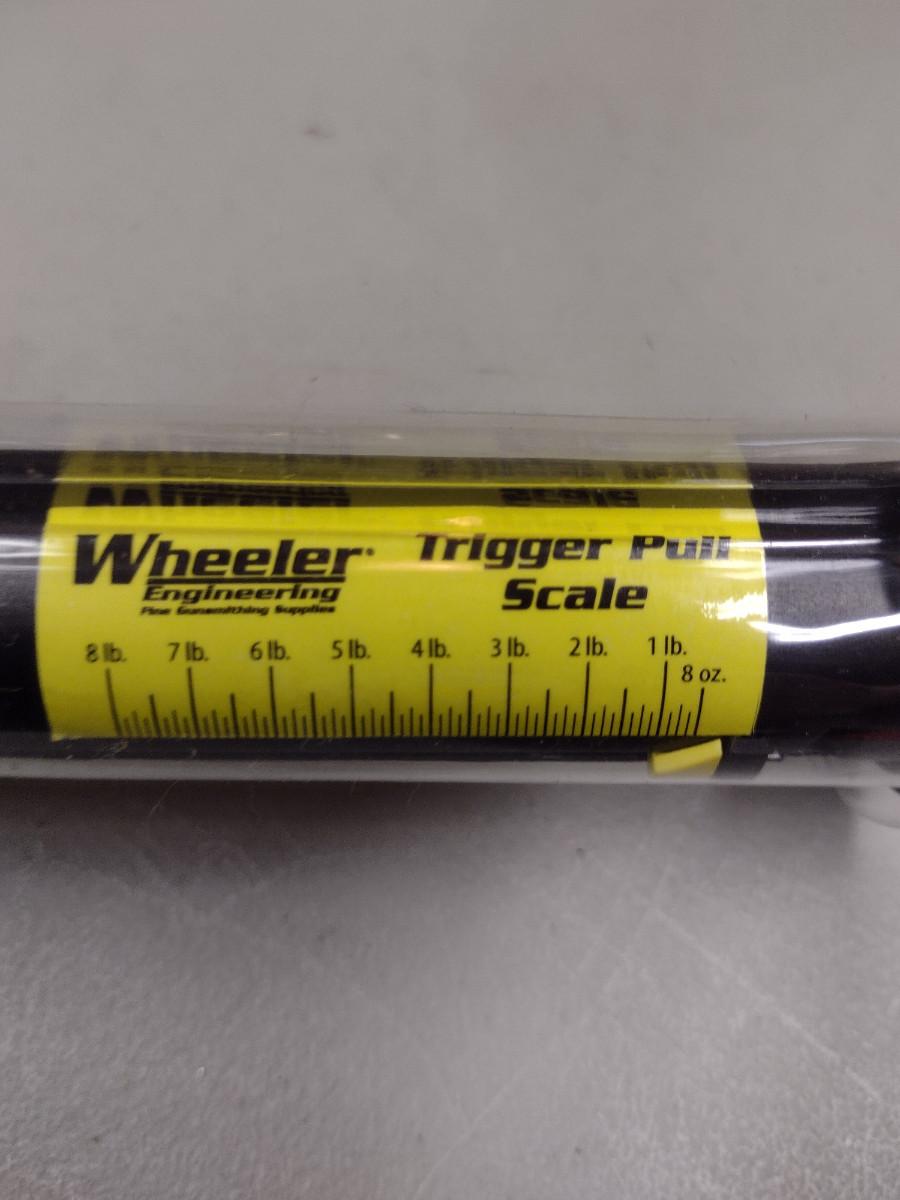 Wheeler®
Engineering
Fine Gunsmithing Supplies
Trigger Pull
Scale
8 lb. 7 lb. 6 lb. 5 lb. 4 lb. 3 lb. 2 lb. 1 lb.
8 oz.